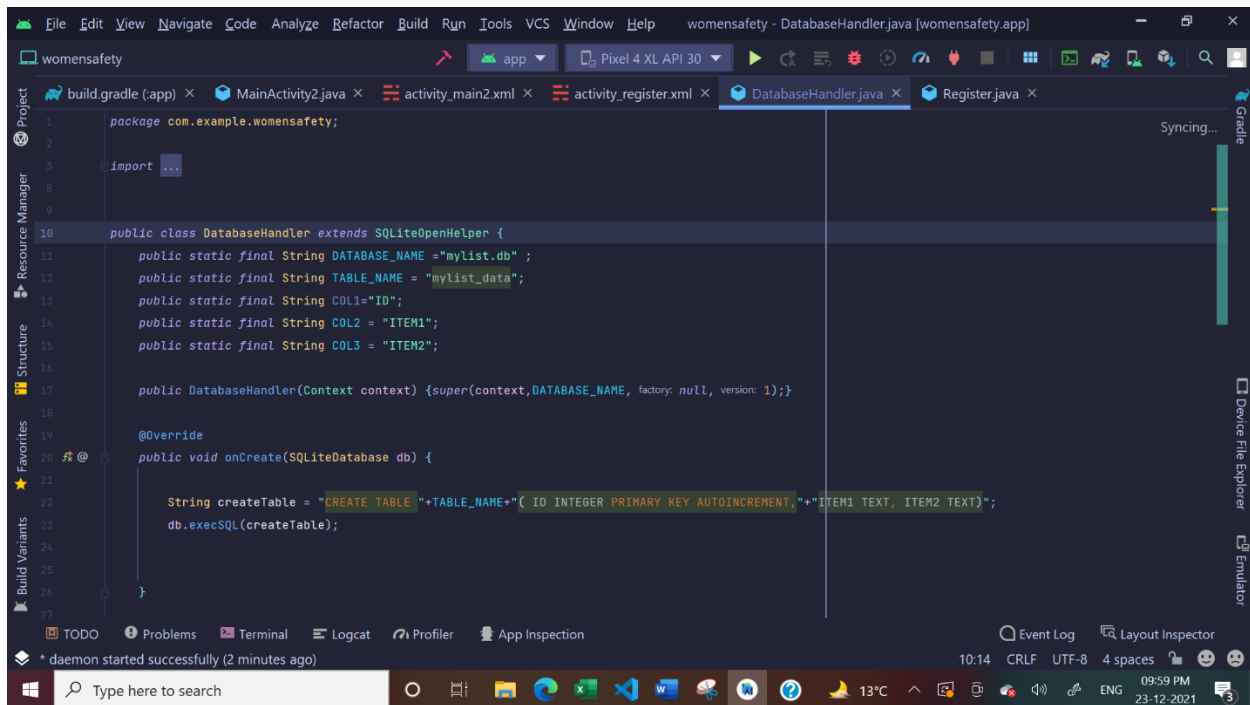 File Edit View Navigate Code Analyze Refactor Build Run Tools VCS Window Help womensafety - DatabaseHandler.java [womensafety.app]
womensafety app Pixel 4 XL API 30
build.gradle (:app) MainActivity2.java activity_main2.xml activity_register.xml DatabaseHandler.java Register.java
Project
Resource Manager
Structure
Favorites
Build Variants
1 package com.example.womensafety;
Syncing...
2
3 import ...
8
9
10 public class DatabaseHandler extends SQLiteOpenHelper {
11 public static final String DATABASE_NAME ="mylist.db" ;
12 public static final String TABLE_NAME = "mylist_data";
13 public static final String COL1="ID";
14 public static final String COL2 = "ITEM1";
15 public static final String COL3 = "ITEM2";
16
17 public DatabaseHandler(Context context) {super(context,DATABASE_NAME, factory: null, version: 1);}
18
19 @Override
20 public void onCreate(SQLiteDatabase db) {
21
22 String createTable = "CREATE TABLE "+TABLE_NAME+"( ID INTEGER PRIMARY KEY AUTOINCREMENT,"+"ITEM1 TEXT, ITEM2 TEXT)";
23 db.execSQL(createTable);
24
25
26 }
27
Gradle
Device File Explorer
Emulator
TODO Problems Terminal Logcat Profiler App Inspection Event Log Layout Inspector
* daemon started successfully (2 minutes ago) 10:14 CRLF UTF-8 4 spaces
Type here to search 13°C ENG 09:59 PM
23-12-2021 3